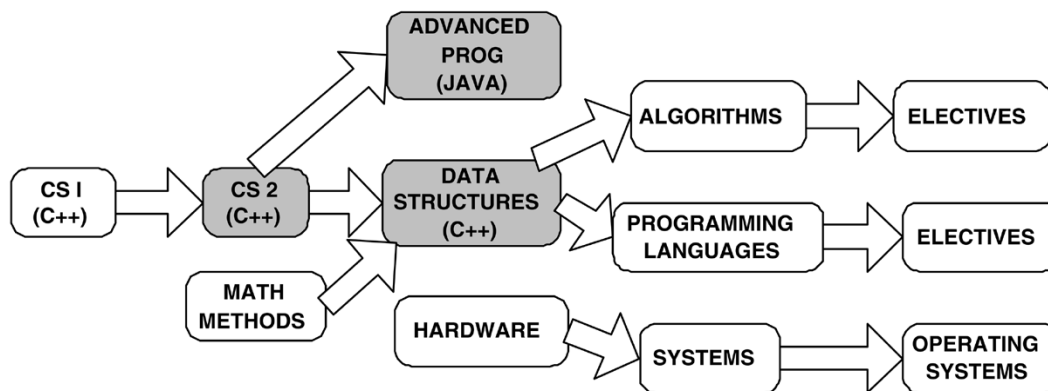 ADVANCED
PROG
(JAVA)
ALGORITHMS
ELECTIVES
CS I
(C++)
CS 2
(C++)
DATA
STRUCTURES
(C++)
PROGRAMMING
LANGUAGES
ELECTIVES
MATH
METHODS
HARDWARE
SYSTEMS
OPERATING
SYSTEMS